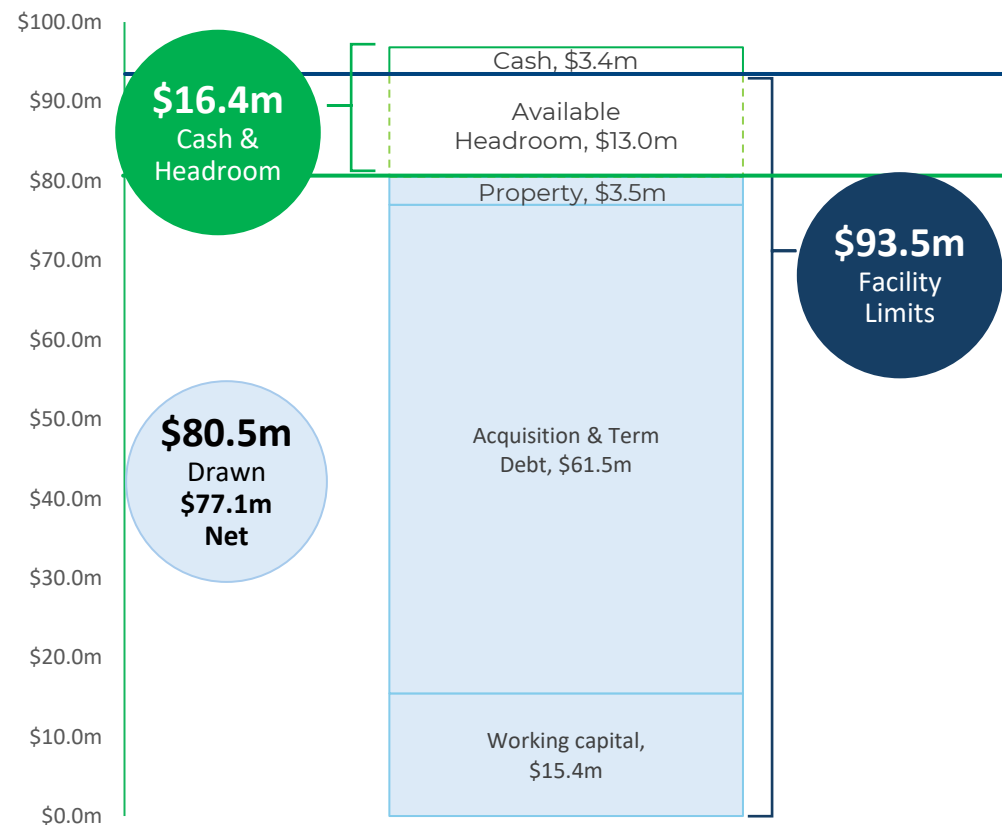 $100.0m
$90.0m
$80.0m
$70.0m
$60.0m
$50.0m
$40.0m
$30.0m
$20.0m
$10.0m
$0.0m
$16.4m
Cash &
Headroom
$80.5m
Drawn
$77.1m
Net
Cash, $3.4m
Available
Headroom, $13.0m
Property, $3.5m
Acquisition & Term
Debt, $61.5m
Working capital,
$15.4m
$93.5m
Facility
Limits